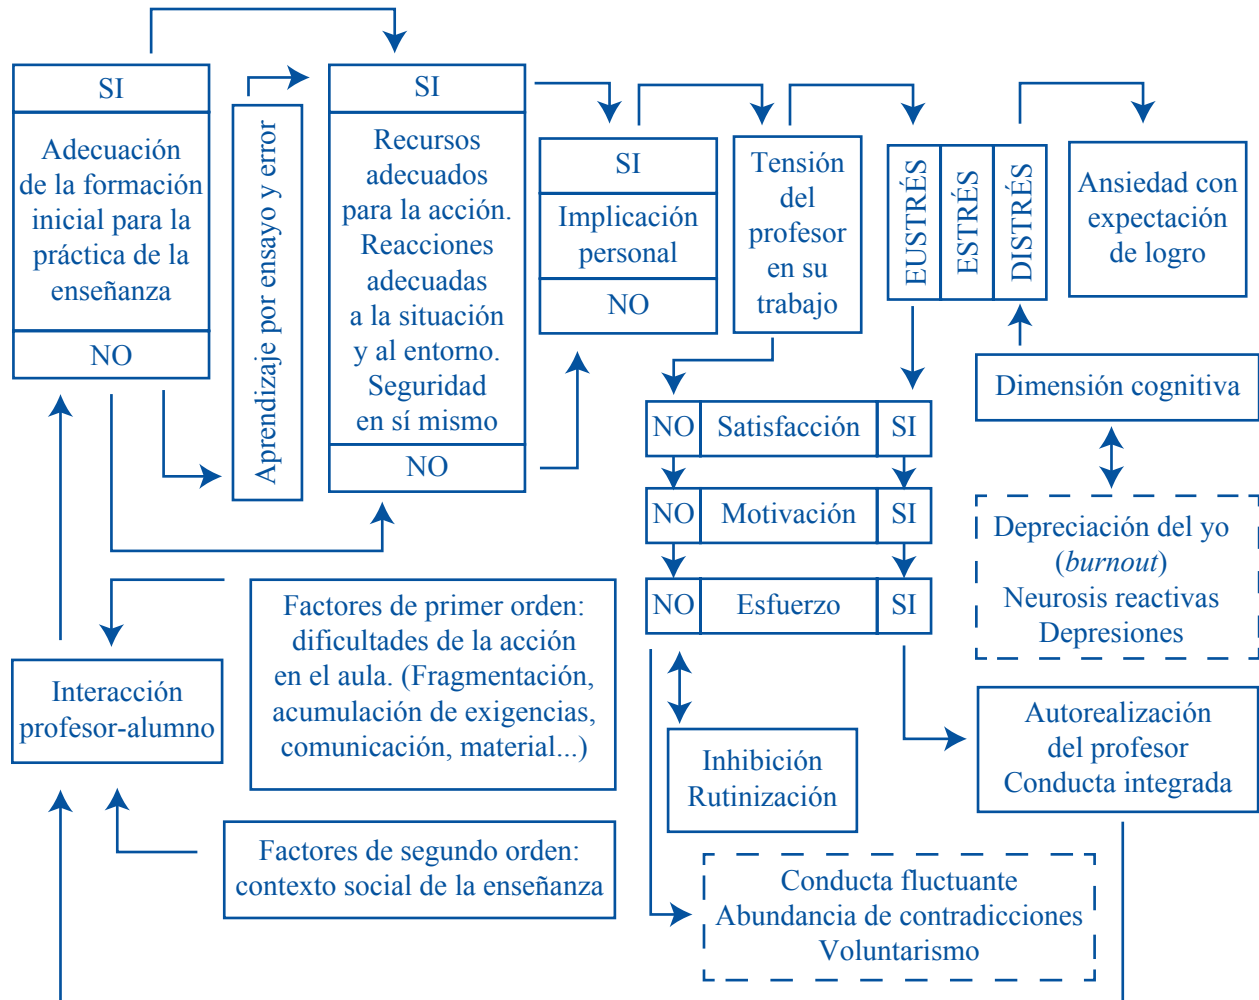 SI
Adecuación
de la formación
inicial para la
práctica de la
enseñanza
NO
Aprendizaje por ensayo y error
SI
Recursos
adecuados
para la acción.
Reacciones
adecuadas
a la situación
y al entorno.
Seguridad
en sí mismo
NO
SI
Implicación
personal
NO
Tensión
del
profesor
en su
trabajo
EUSTRÉS
ESTRÉS
DISTRÉS
Ansiedad con
expectación
de logro
Dimensión cognitiva
NO Satisfacción SI
NO Motivación SI
NO Esfuerzo SI
Depreciación del yo
(burnout)
Neurosis reactivas
Depresiones
Interacción
profesor-alumno
Factores de primer orden:
dificultades de la acción
en el aula. (Fragmentación,
acumulación de exigencias,
comunicación, material...)
Factores de segundo orden:
contexto social de la enseñanza
Inhibición
Rutinización
Autorealización
del profesor
Conducta integrada
Conducta fluctuante
Abundancia de contradicciones
Voluntarismo